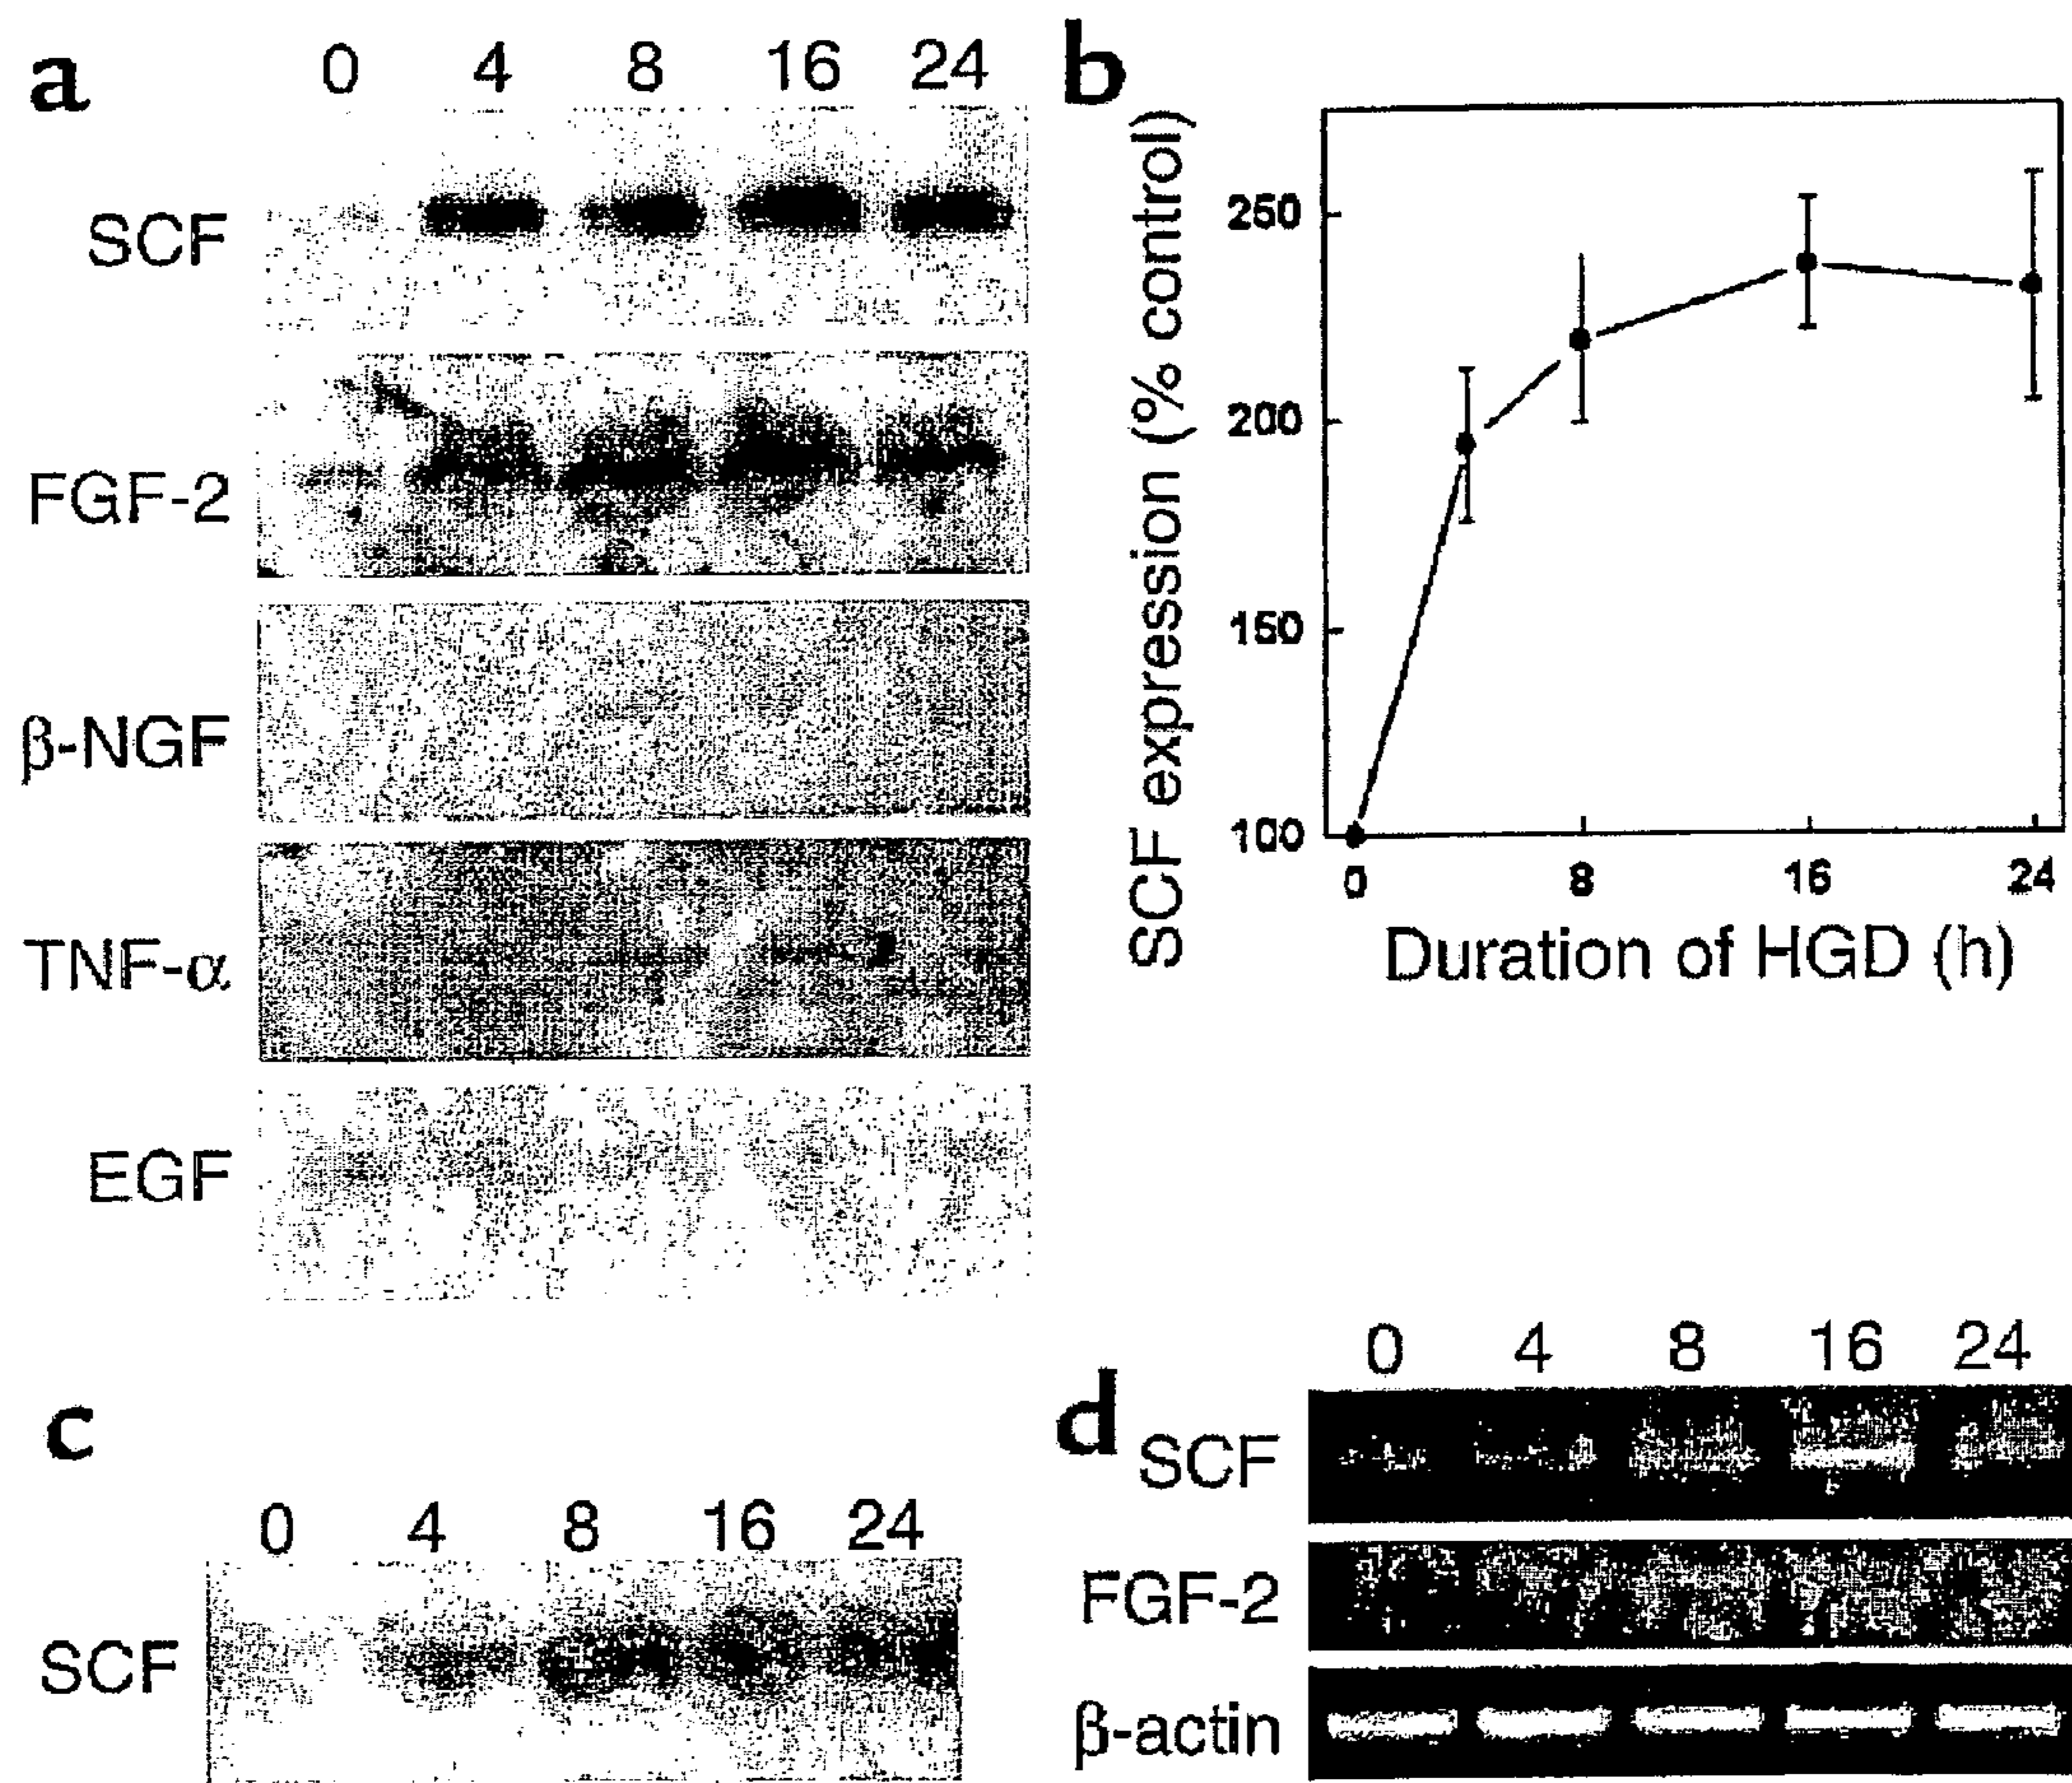 a
0 4 8 16 24
SCF
FGF-2
β-NGF
TNF-α
EGF
b
SCF expression (% control)
250
200
150
100
0 8 16 24
Duration of HGD (h)
c
0 4 8 16 24
SCF
d
0 4 8 16 24
SCF
FGF-2
β-actin